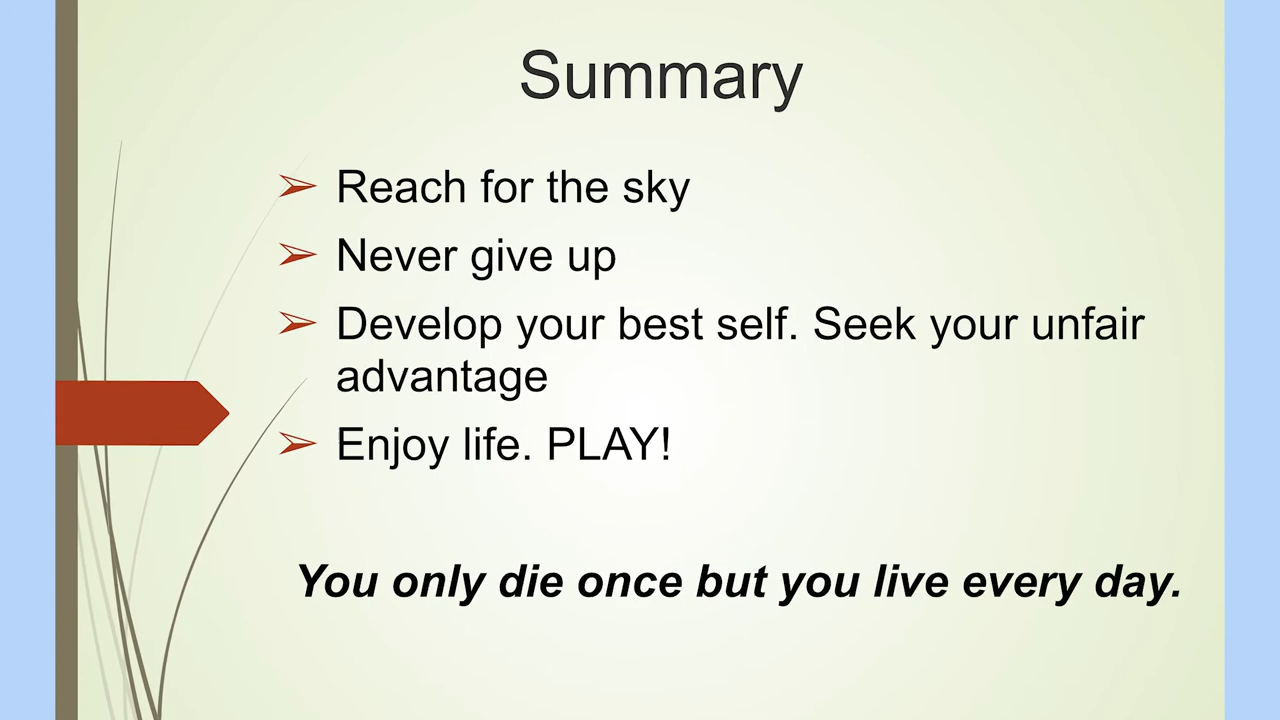 Summary
➢ Reach for the sky
➢ Never give up
➢ Develop your best self. Seek your unfair
advantage
➢ Enjoy life. PLAY!
You only die once but you live every day.